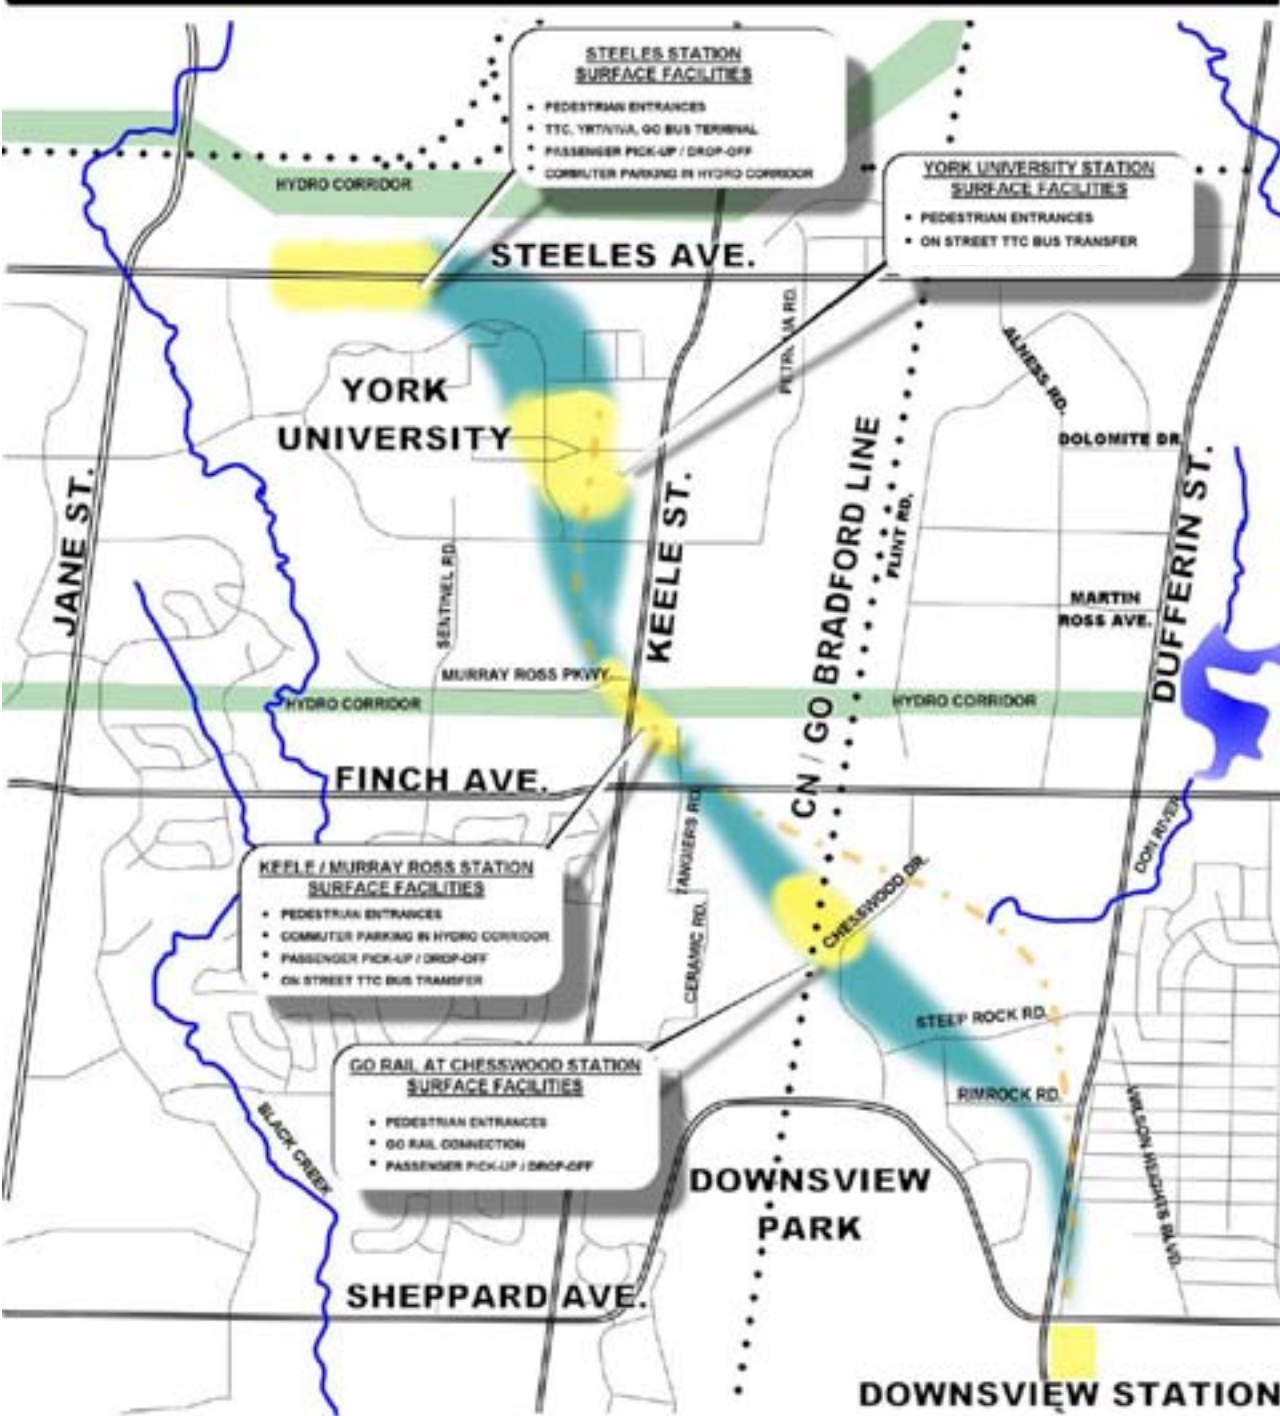 STEELES STATION
SURFACE FACILITIES
• PEDESTRIAN ENTRANCES
• TTC, YRT/VIVA, GO BUS TERMINAL
• PASSENGER PICK-UP / DROP-OFF
• COMMUTER PARKING IN HYDRO CORRIDOR
YORK UNIVERSITY STATION
SURFACE FACILITIES
• PEDESTRIAN ENTRANCES
• ON STREET TTC BUS TRANSFER
HYDRO CORRIDOR
STEELES AVE.
YORK
UNIVERSITY
ALNESS RD.
DOLOMITE DR.
JANE ST.
KEELE ST.
CN / GO BRADFORD LINE
FLINT RD.
DUFFERIN ST.
SENTINEL RD.
MARTIN
ROSS AVE.
MURRAY ROSS PKWY.
HYDRO CORRIDOR
HYDRO CORRIDOR
FINCH AVE.
TANGIERS RD.
DON RIVER
KEELE / MURRAY ROSS STATION
SURFACE FACILITIES
• PEDESTRIAN ENTRANCES
• COMMUTER PARKING IN HYDRO CORRIDOR
• PASSENGER PICK-UP / DROP-OFF
• ON STREET TTC BUS TRANSFER
CHESSWOOD DR.
CERAMIC RD.
STEEP ROCK RD.
GO RAIL AT CHESSWOOD STATION
SURFACE FACILITIES
• PEDESTRIAN ENTRANCES
• GO RAIL CONNECTION
• PASSENGER PICK-UP / DROP-OFF
RIMROCK RD.
BLACK CREEK
WILSON HEIGHTS BLVD.
DOWNSVIEW
PARK
SHEPPARD AVE.
DOWNSVIEW STATION